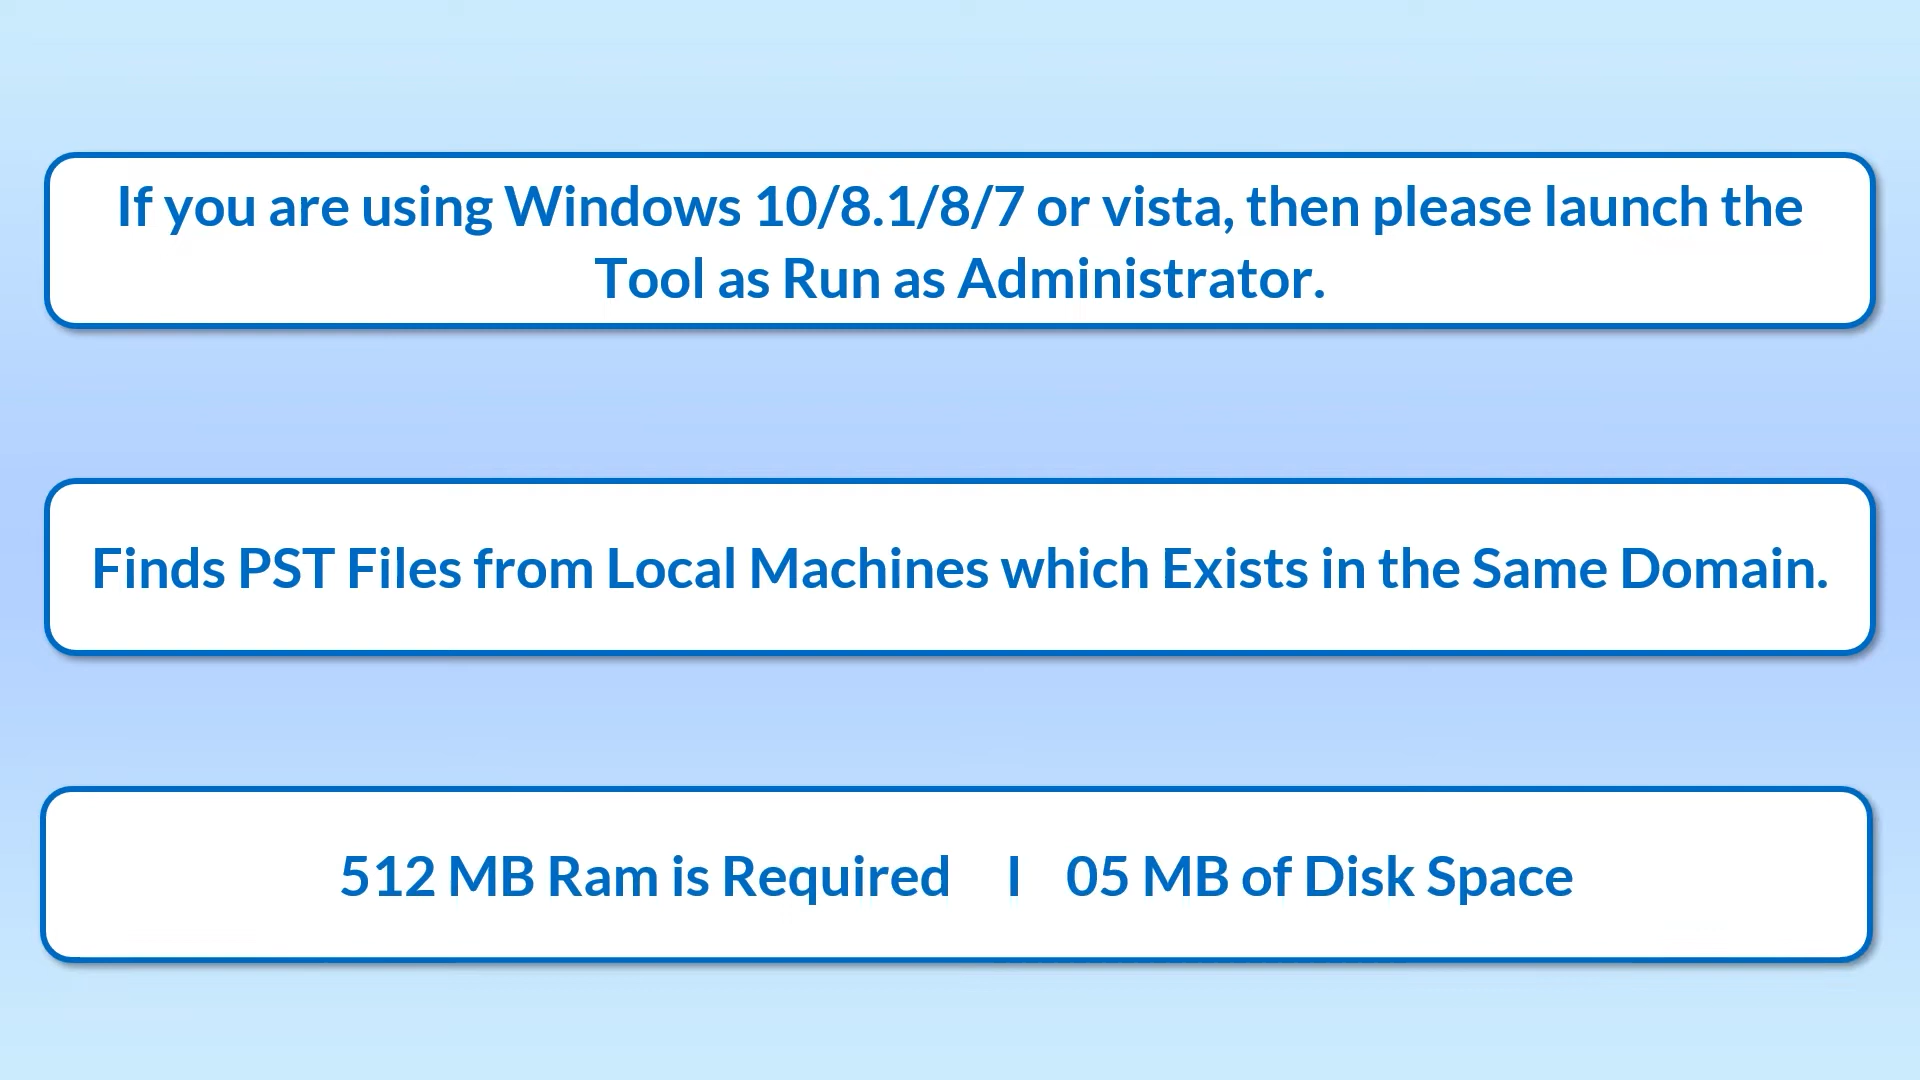 If you are using Windows 10/8.1/8/7 or vista, then please launch the
Tool as Run as Administrator.
Finds PST Files from Local Machines which Exists in the Same Domain.
512 MB Ram is Required I 05 MB of Disk Space